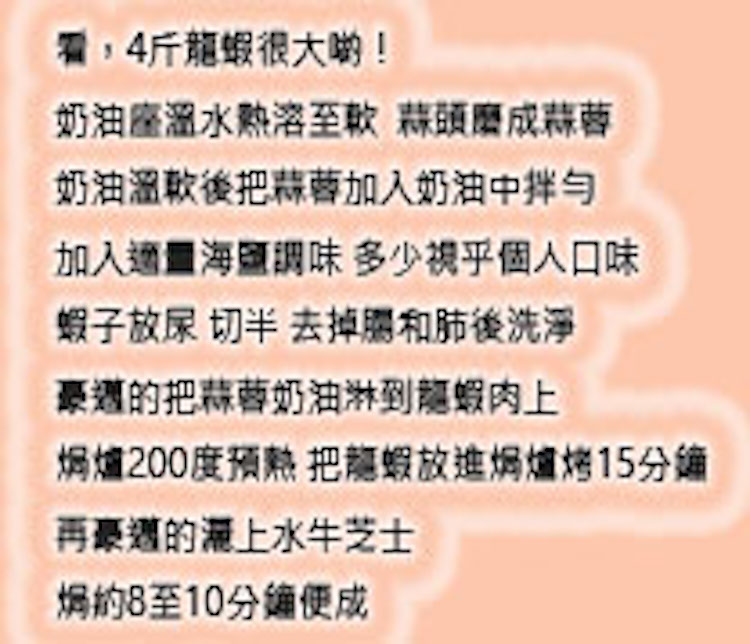 看，4斤龍蝦很大喲！
奶油座溫水熱溶至軟 蒜頭磨成蒜蓉
奶油溫軟後把蒜蓉加入奶油中拌勻
加入適量海鹽調味 多少視乎個人口味
蝦子放尿 切半 去掉腸和肺後洗淨
豪邁的把蒜蓉奶油淋到龍蝦肉上
焗爐200度預熱 把龍蝦放進焗爐烤15分鐘
再豪邁的灑上水牛芝士
焗約8至10分鐘便成